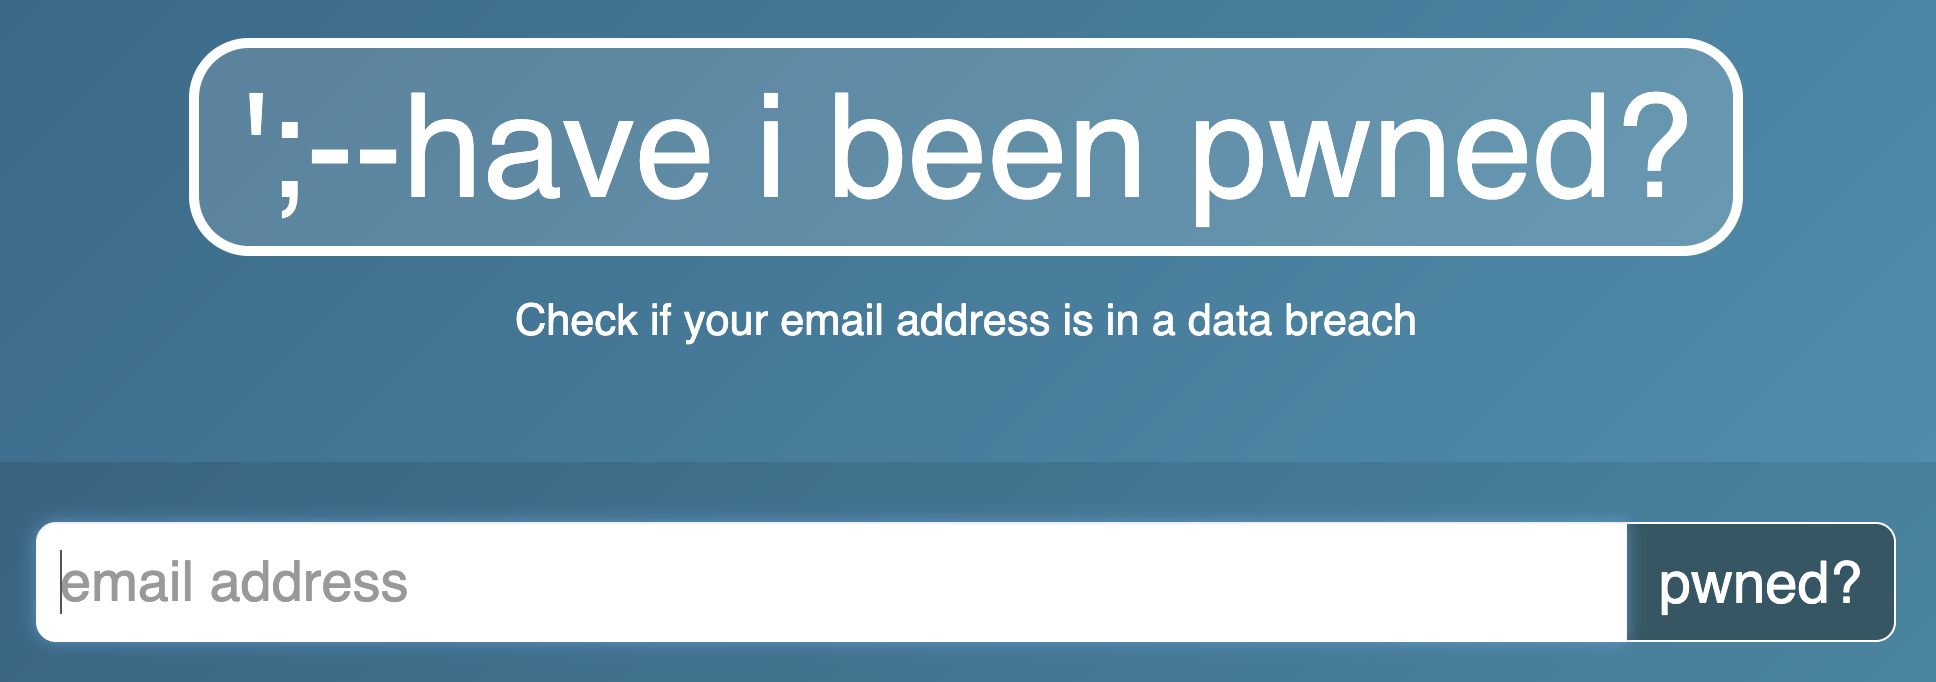 ';--have i been pwned?
Check if your email address is in a data breach
email address
pwned?